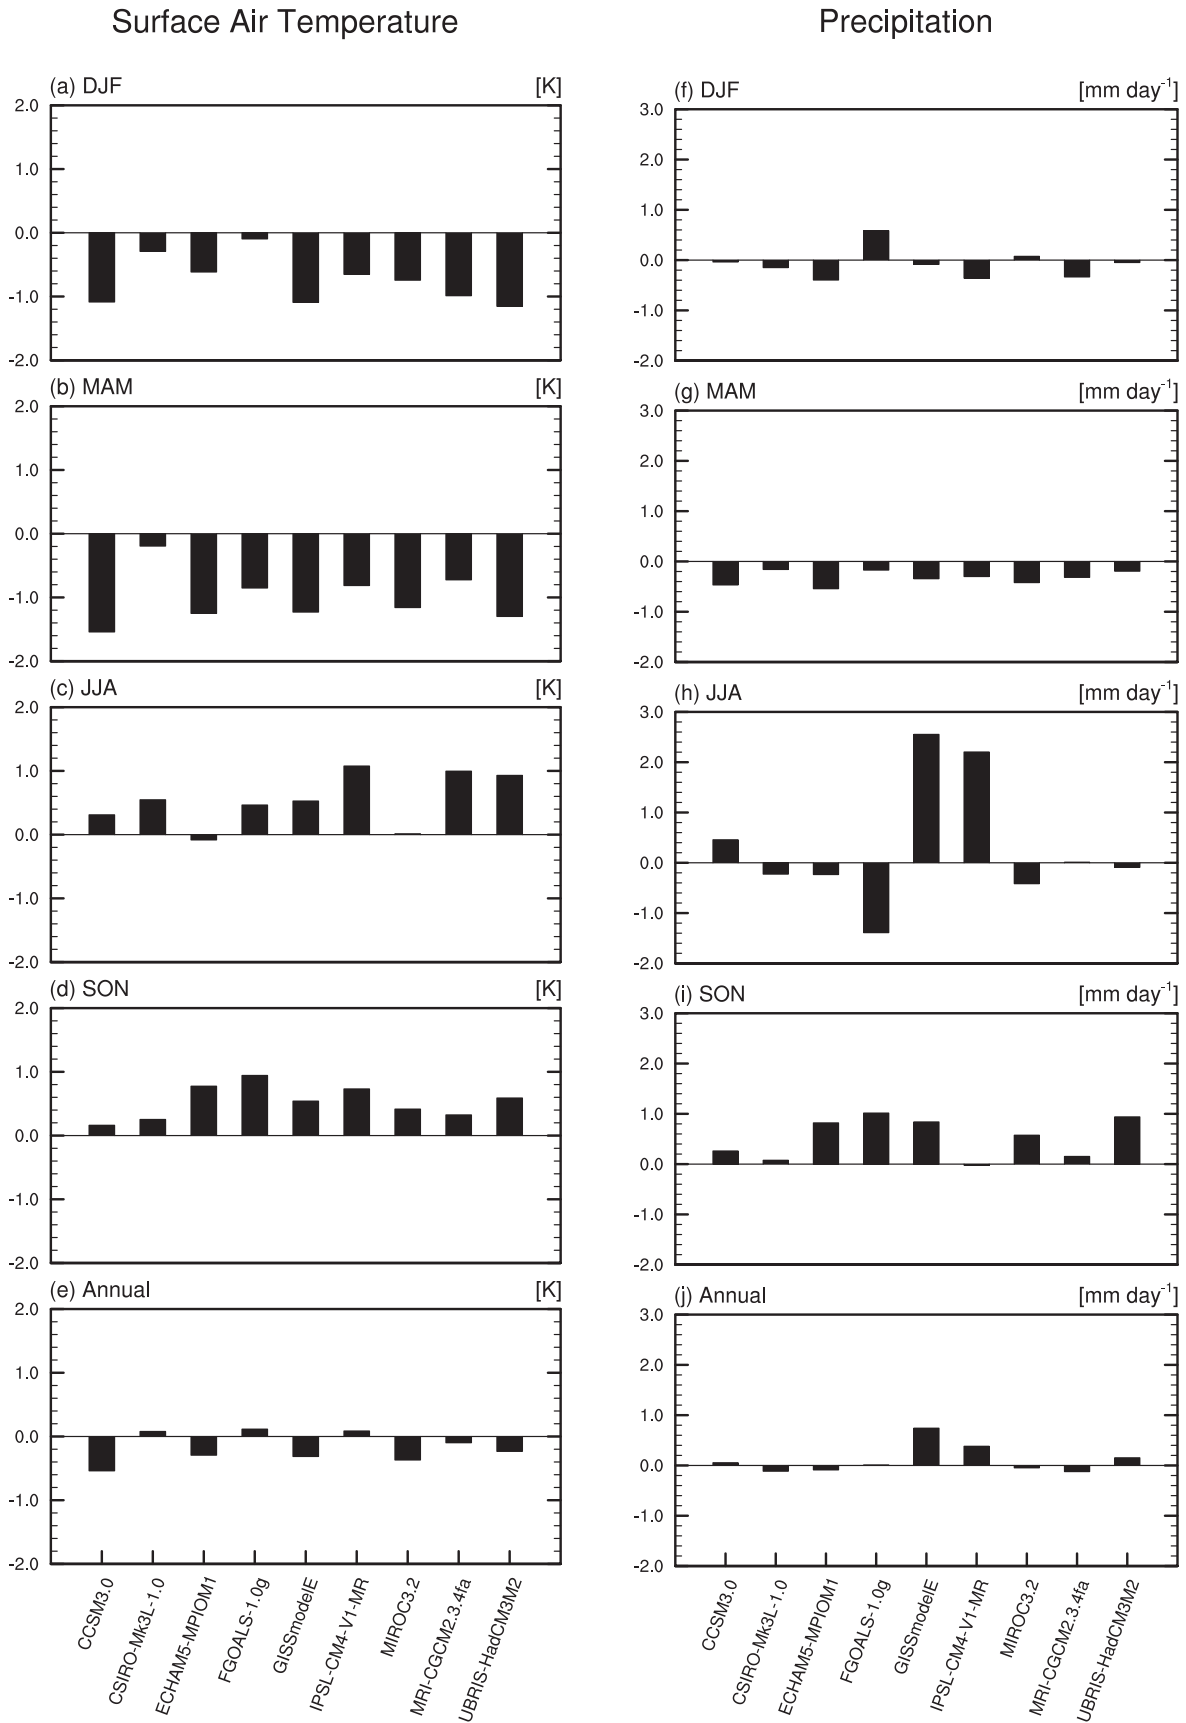 Surface Air Temperature
(a) DJF [K]
2.0
1.0
0.0
-1.0
-2.0
(b) MAM [K]
2.0
1.0
0.0
-1.0
-2.0
(c) JJA [K]
2.0
1.0
0.0
-1.0
-2.0
(d) SON [K]
2.0
1.0
0.0
-1.0
-2.0
(e) Annual [K]
2.0
1.0
0.0
-1.0
-2.0
CCSM3.0
CSIRO-Mk3L-1.0
ECHAM5-MPIOM1
FGOALS-1.0g
GISSmodelE
IPSL-CM4-V1-MR
MIROC3.2
MRI-CGCM2.3.4fa
UBRIS-HadCM3M2
Precipitation
(f) DJF [mm day⁻¹]
3.0
2.0
1.0
0.0
-1.0
-2.0
(g) MAM [mm day⁻¹]
3.0
2.0
1.0
0.0
-1.0
-2.0
(h) JJA [mm day⁻¹]
3.0
2.0
1.0
0.0
-1.0
-2.0
(i) SON [mm day⁻¹]
3.0
2.0
1.0
0.0
-1.0
-2.0
(j) Annual [mm day⁻¹]
3.0
2.0
1.0
0.0
-1.0
-2.0
CCSM3.0
CSIRO-Mk3L-1.0
ECHAM5-MPIOM1
FGOALS-1.0g
GISSmodelE
IPSL-CM4-V1-MR
MIROC3.2
MRI-CGCM2.3.4fa
UBRIS-HadCM3M2